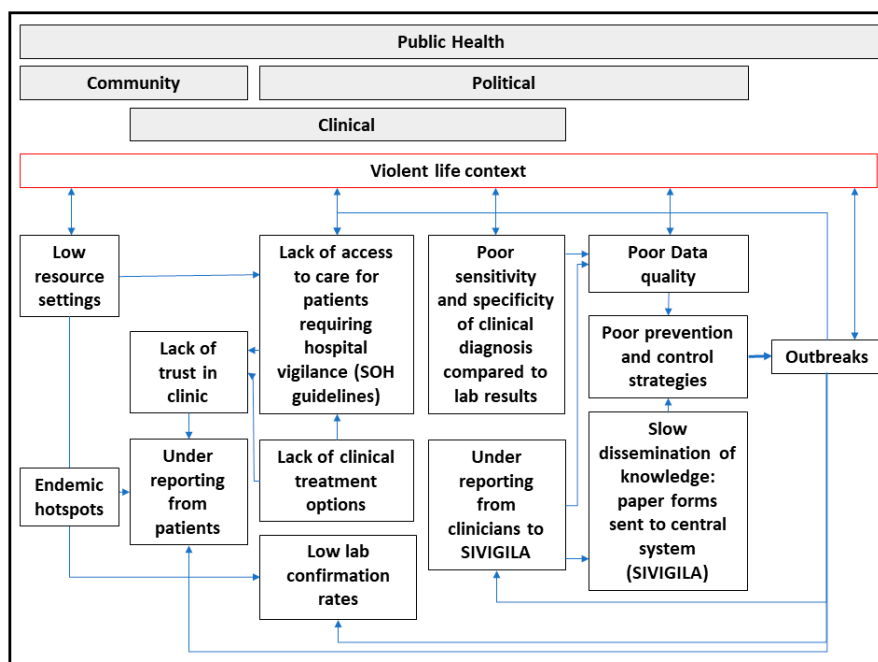 Public Health
Community
Political
Clinical
Violent life context
Low
resource
settings
Lack of access
to care for
patients
requiring
hospital
vigilance (SOH
guidelines)
Poor
sensitivity
and specificity
of clinical
diagnosis
compared to
lab results
Poor Data
quality
Lack of
trust in
clinic
Poor prevention
and control
strategies
Outbreaks
Endemic
hotspots
Under
reporting
from
patients
Lack of clinical
treatment
options
Under
reporting
from
clinicians to
SIVIGILA
Slow
dissemination of
knowledge:
paper forms
sent to central
system
(SIVIGILA)
Low lab
confirmation
rates